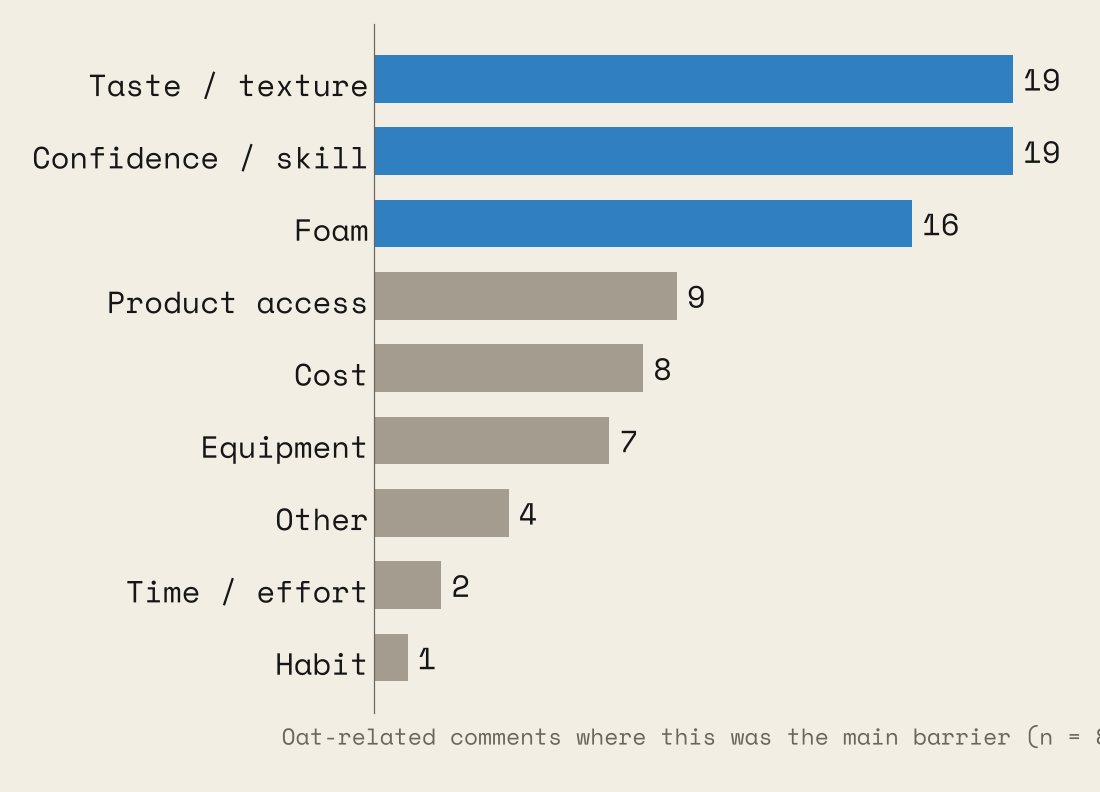 Taste / texture 19
Confidence / skill 19
Foam 16
Product access 9
Cost 8
Equipment 7
Other 4
Time / effort 2
Habit 1
Oat-related comments where this was the main barrier (n =